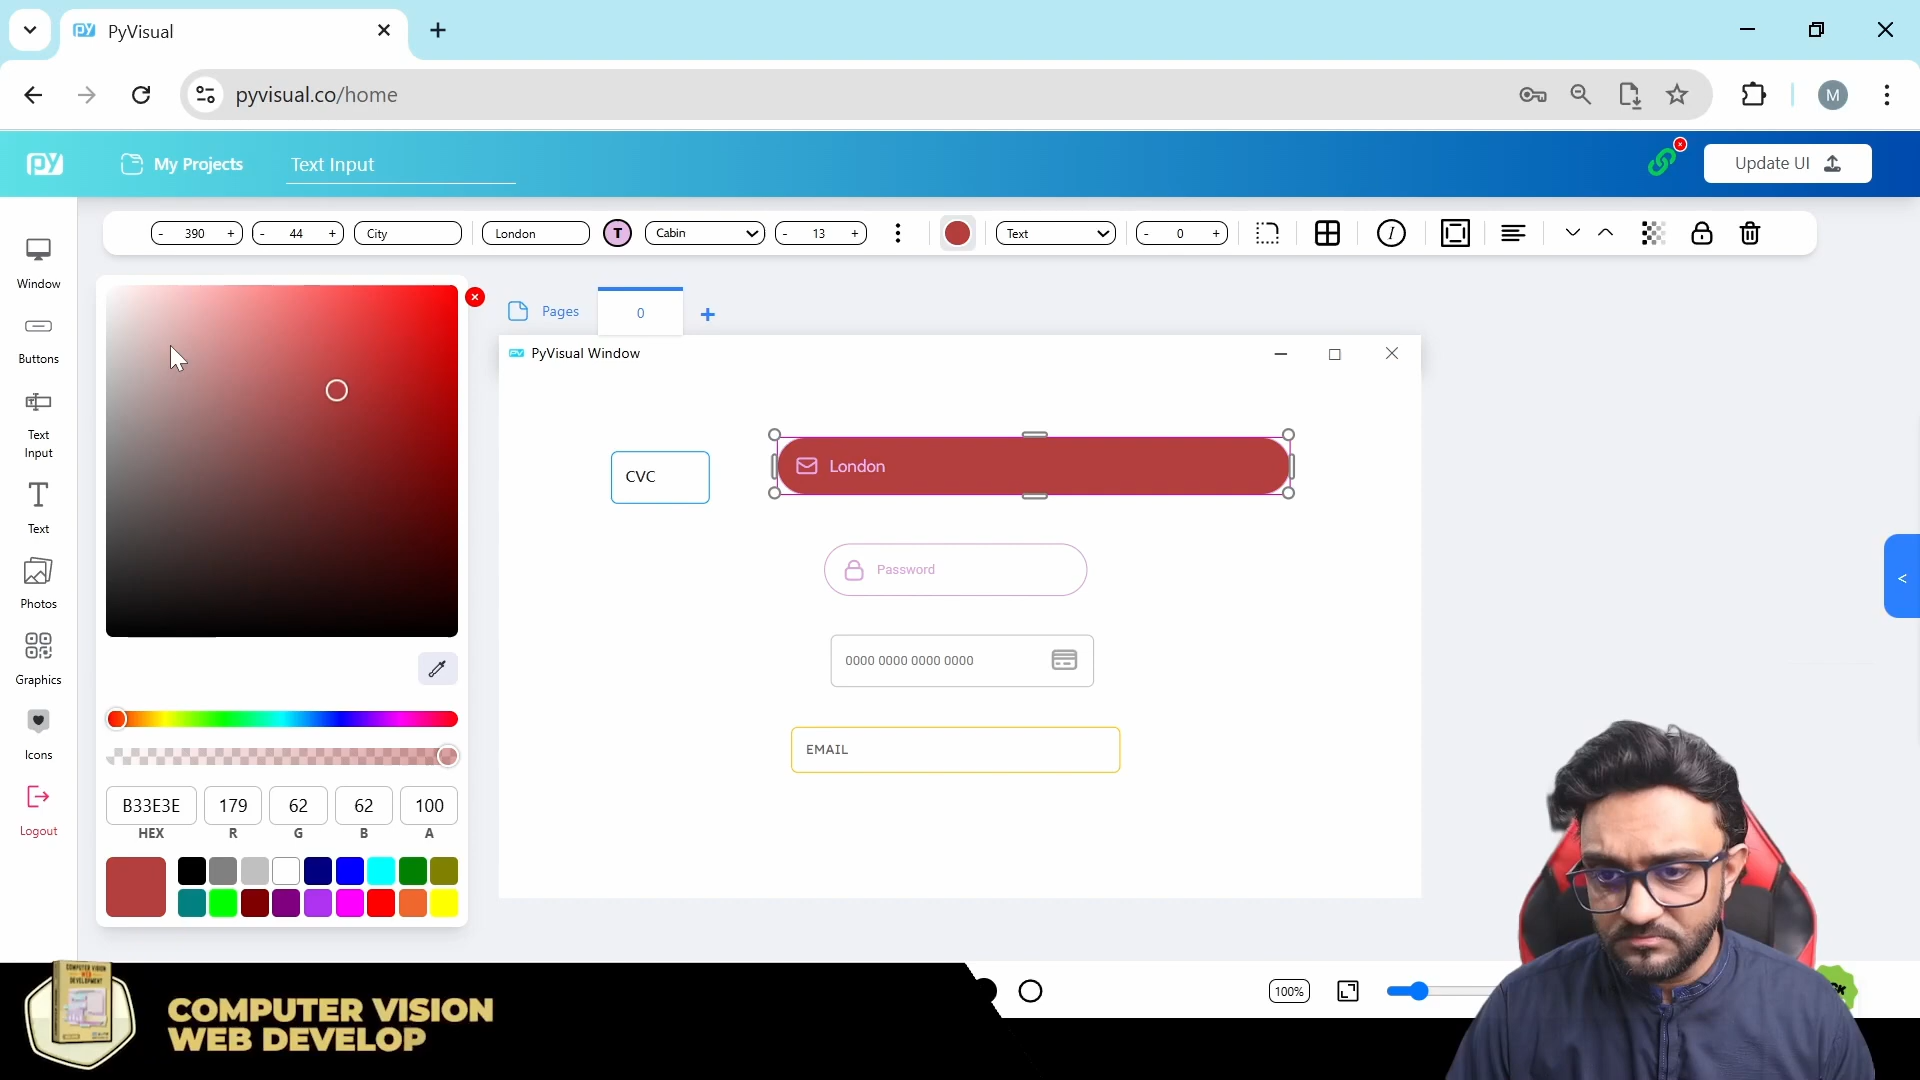 PyVisual
pyvisual.co/home
M
py
My Projects
Text Input
Update UI
- 390 +
- 44 +
City
London
T
Cabin
- 13 +
Text
- 0 +
Window
Buttons
Text
Input
Text
Photos
Graphics
Icons
Logout
B33E3E
179
62
62
100
HEX
R
G
B
A
Pages
0
+
PyVisual Window
CVC
London
Password
0000 0000 0000 0000
EMAIL
<
100%
COMPUTER VISION
WEB DEVELOP